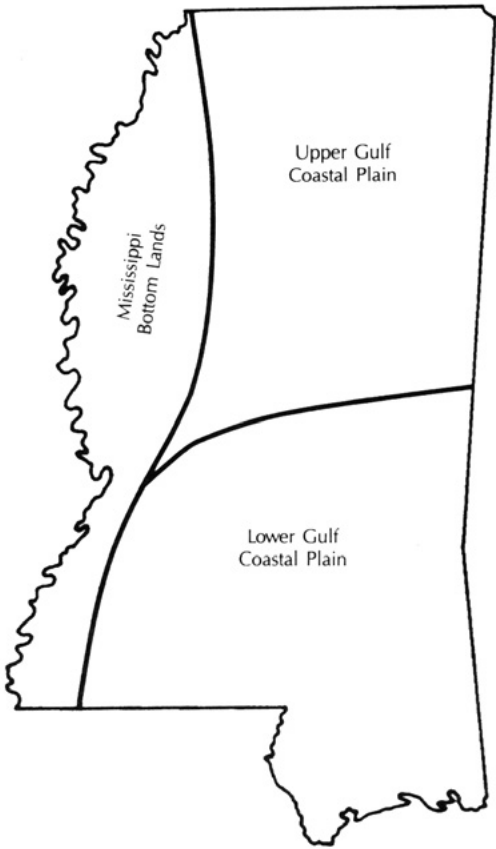 Upper Gulf
Coastal Plain
Mississippi
Bottom Lands
Lower Gulf
Coastal Plain